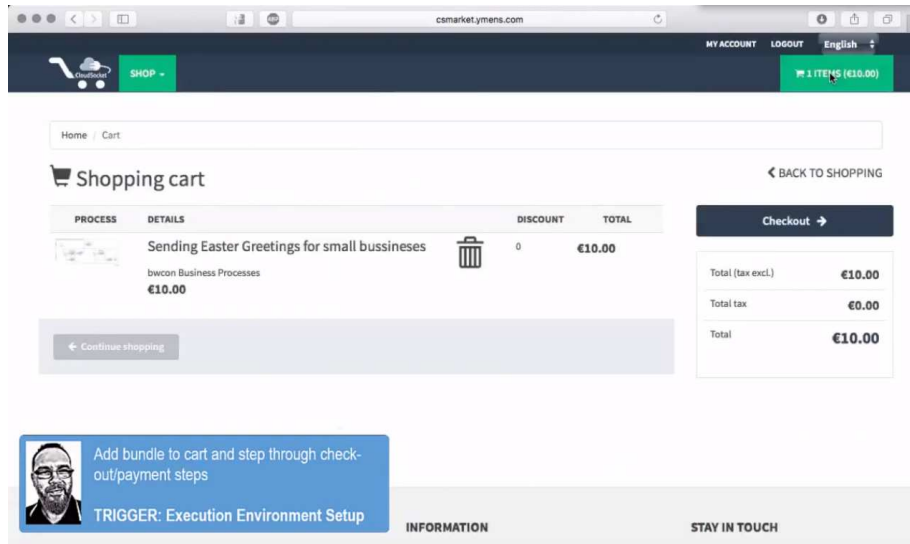 csmarket.ymens.com
MY ACCOUNT LOGOUT English
CloudSocket SHOP
1 ITEMS (€10.00)
Home / Cart
Shopping cart
BACK TO SHOPPING
PROCESS DETAILS DISCOUNT TOTAL
Checkout
Sending Easter Greetings for small bussineses
0 €10.00
bwcon Business Processes
€10.00
Total (tax excl.) €10.00
Total tax €0.00
Total €10.00
Continue shopping
Add bundle to cart and step through check-
out/payment steps
TRIGGER: Execution Environment Setup
INFORMATION STAY IN TOUCH